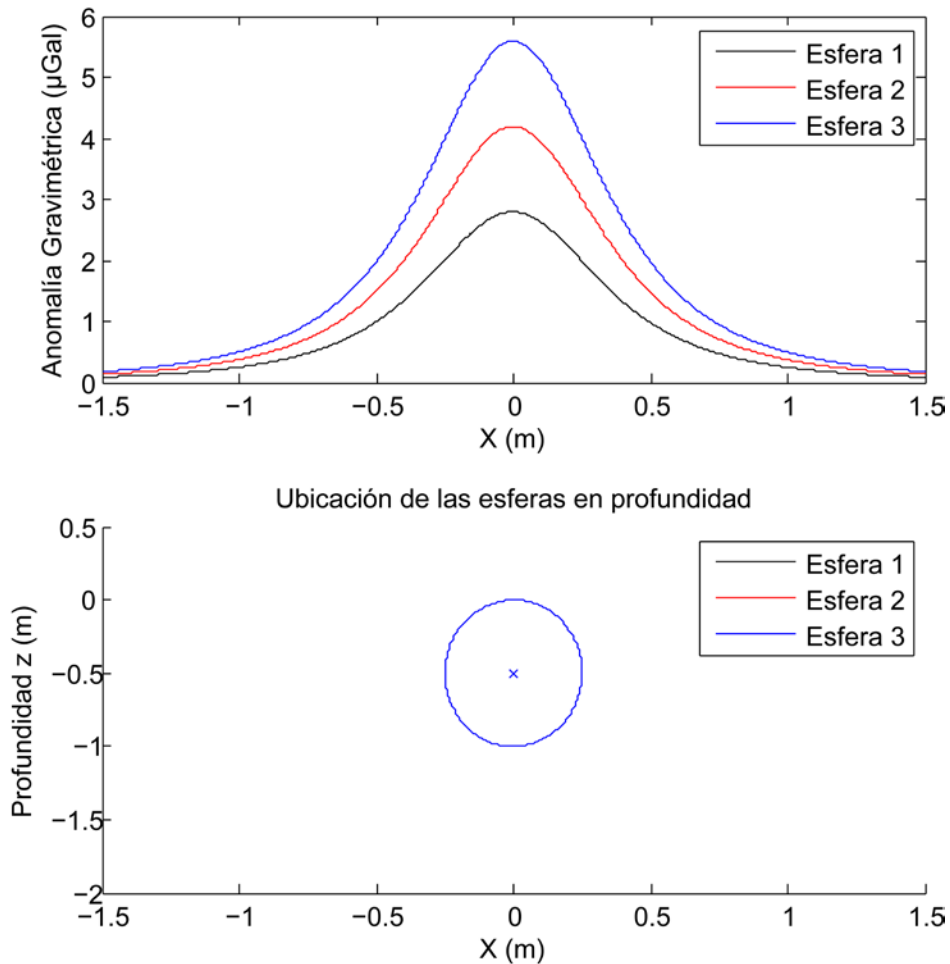 6
5
4
3
2
1
0
Anomalía Gravimétrica (µGal)
Esfera 1
Esfera 2
Esfera 3
−1.5 −1 −0.5 0 0.5 1 1.5
X (m)
Ubicación de las esferas en profundidad
0.5
0
−0.5
−1
−1.5
−2
Profundidad z (m)
Esfera 1
Esfera 2
Esfera 3
−1.5 −1 −0.5 0 0.5 1 1.5
X (m)